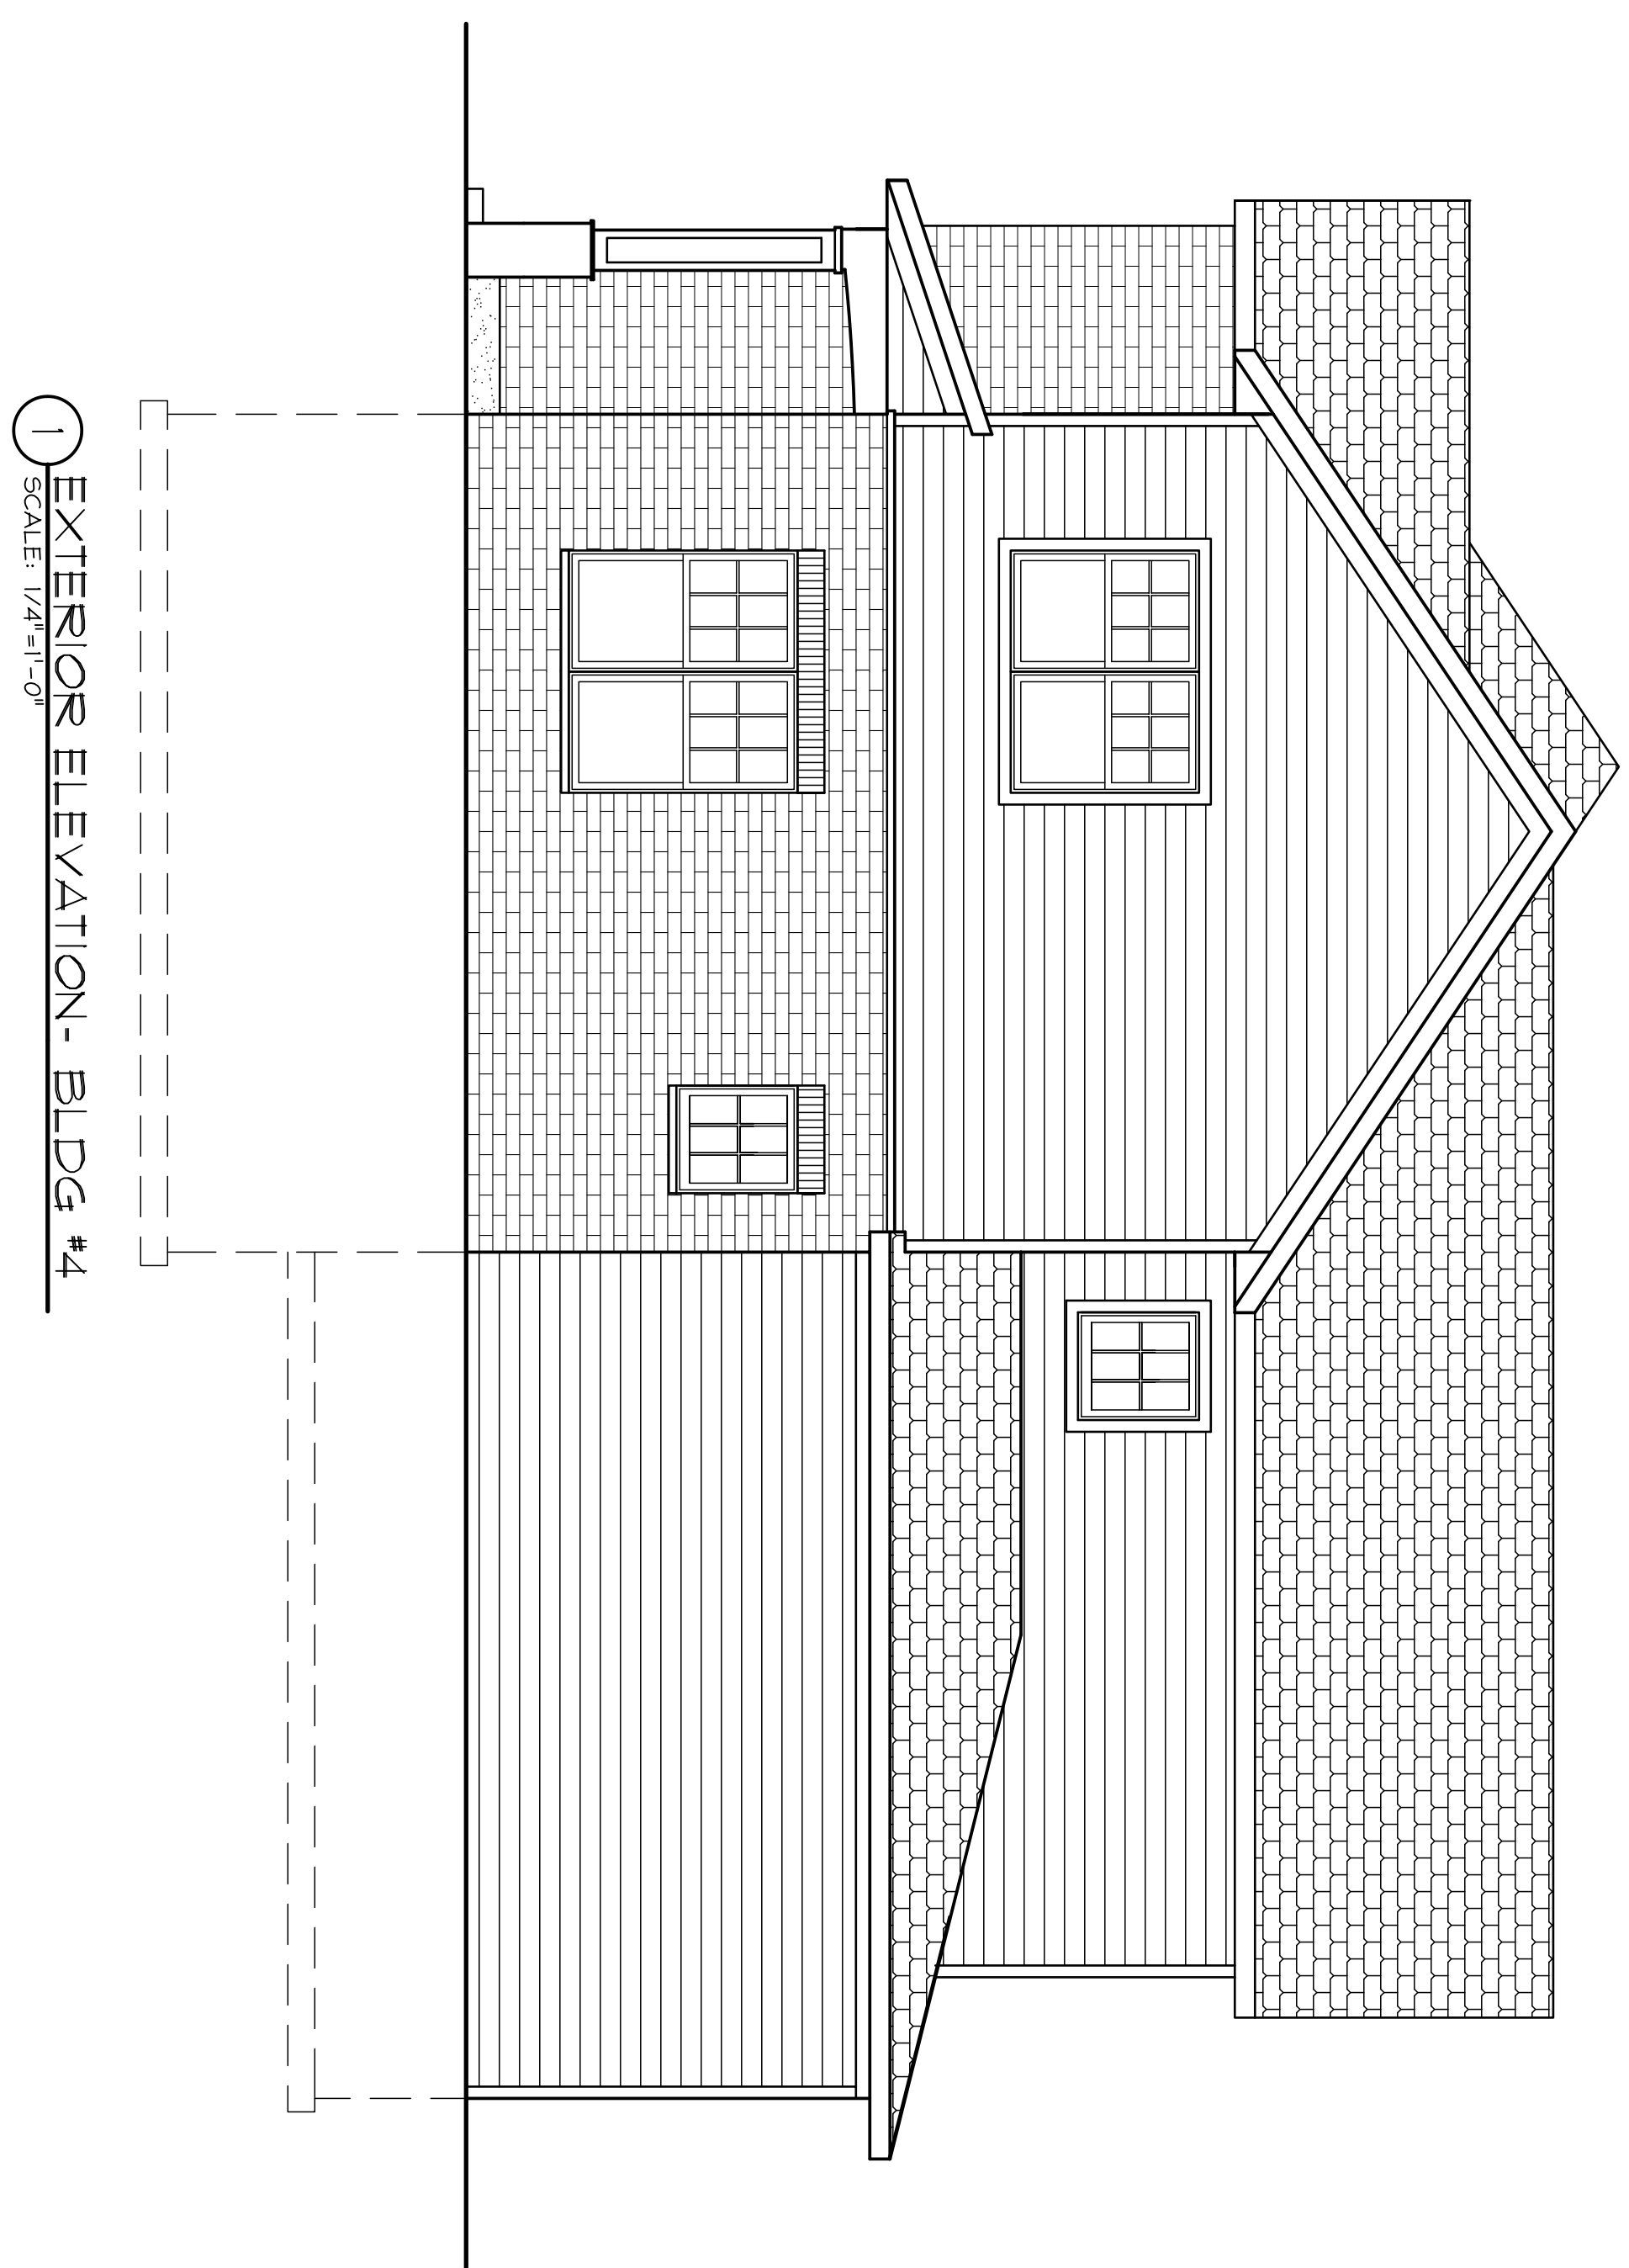 1
EXTERIOR ELEVATION- BLDG #4
SCALE: 1/4"=1'-0"